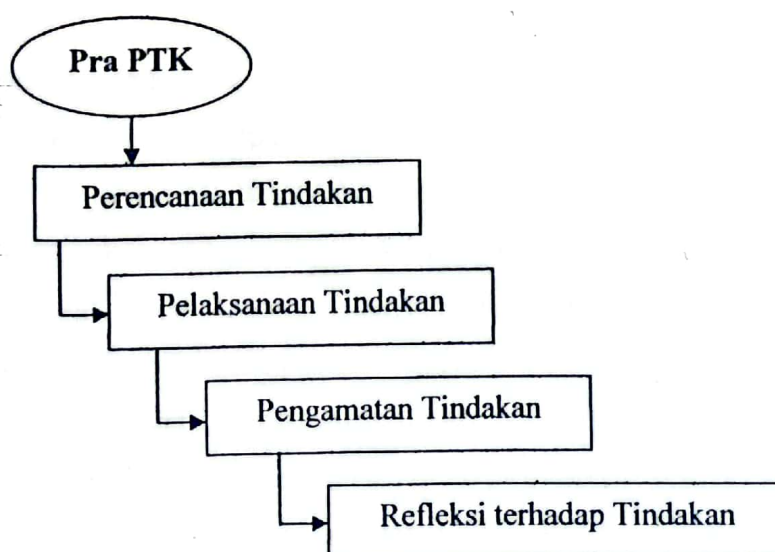 Pra PTK
Perencanaan Tindakan
Pelaksanaan Tindakan
Pengamatan Tindakan
Refleksi terhadap Tindakan